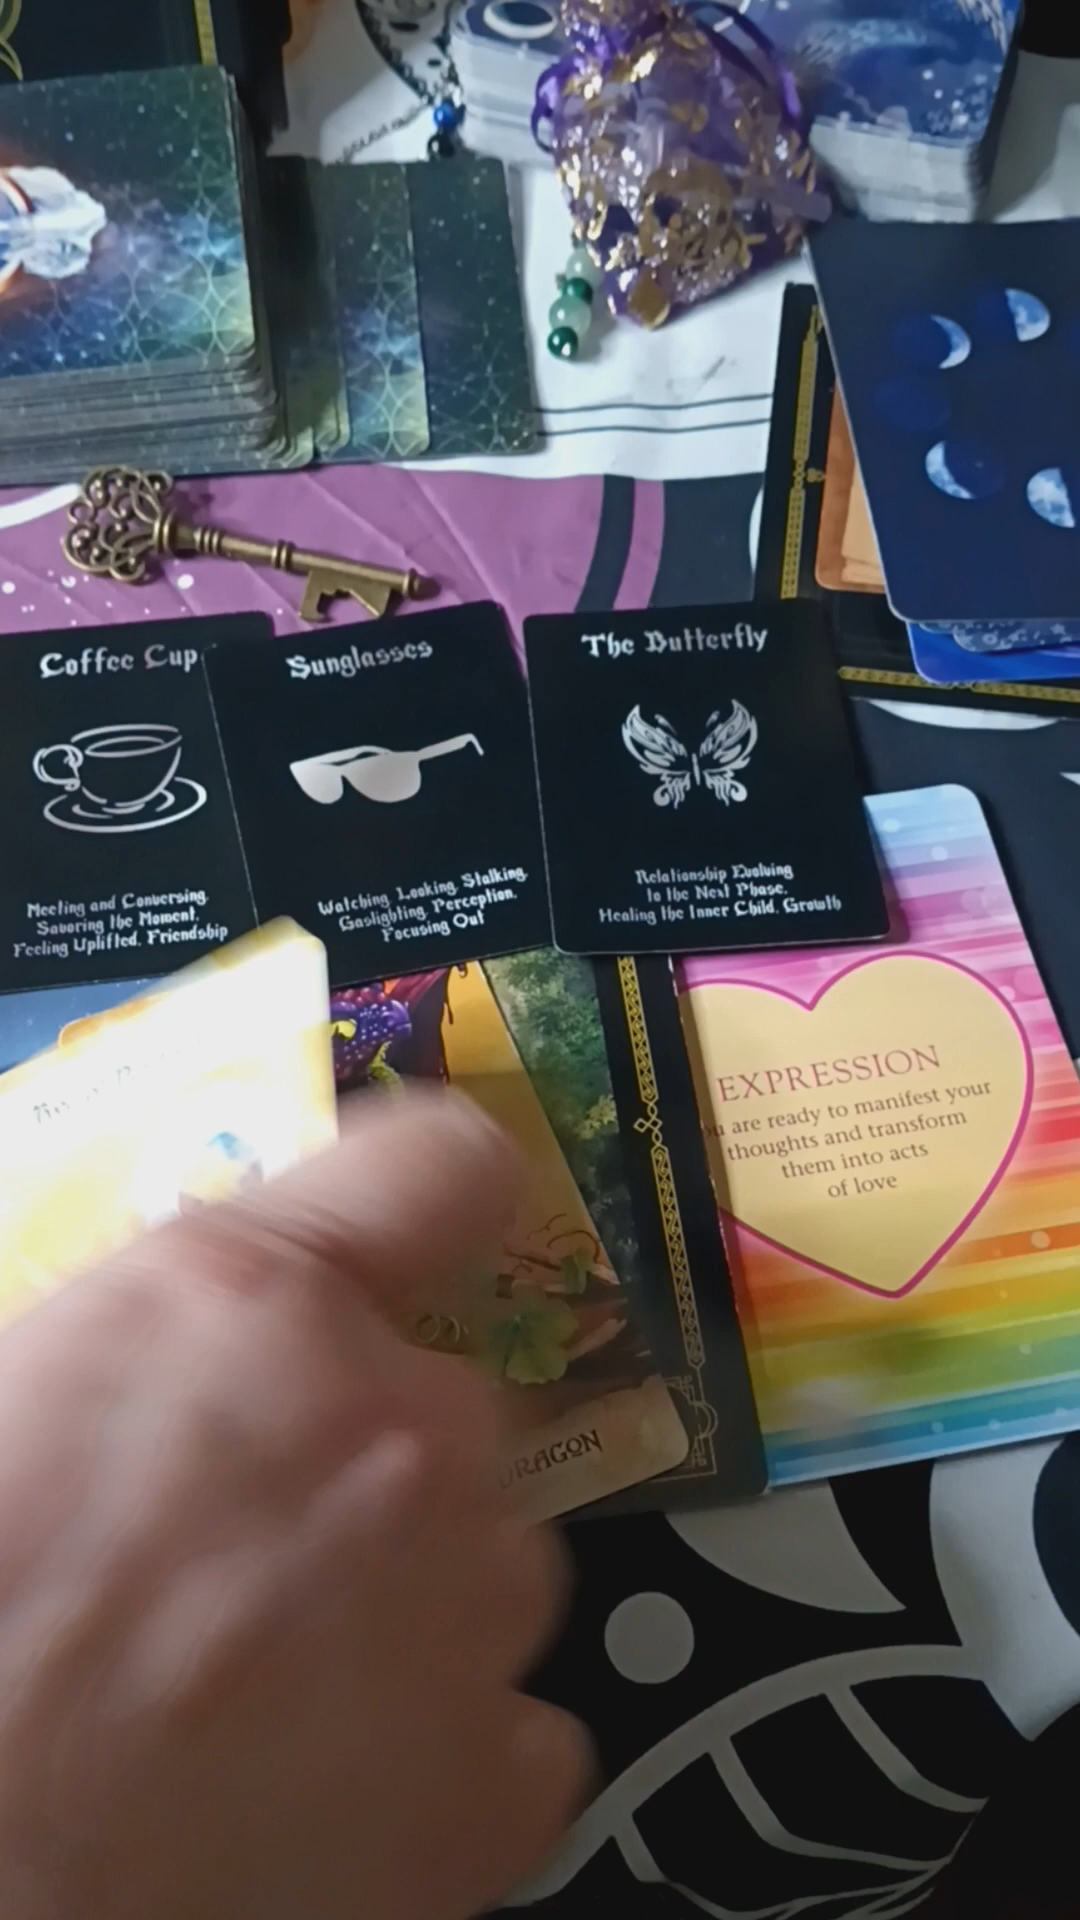 Coffee Cup
Meeting and Conversing,
Savoring the Moment,
Feeling Uplifted, Friendship
Sunglasses
Watching, Looking, Stalking,
Gaslighting, Perception,
Focusing Out
The Butterfly
Relationship Evolving
to the Next Phase,
Healing the Inner Child, Growth
EXPRESSION
are ready to manifest your
thoughts and transform
them into acts
of love
DRAGON